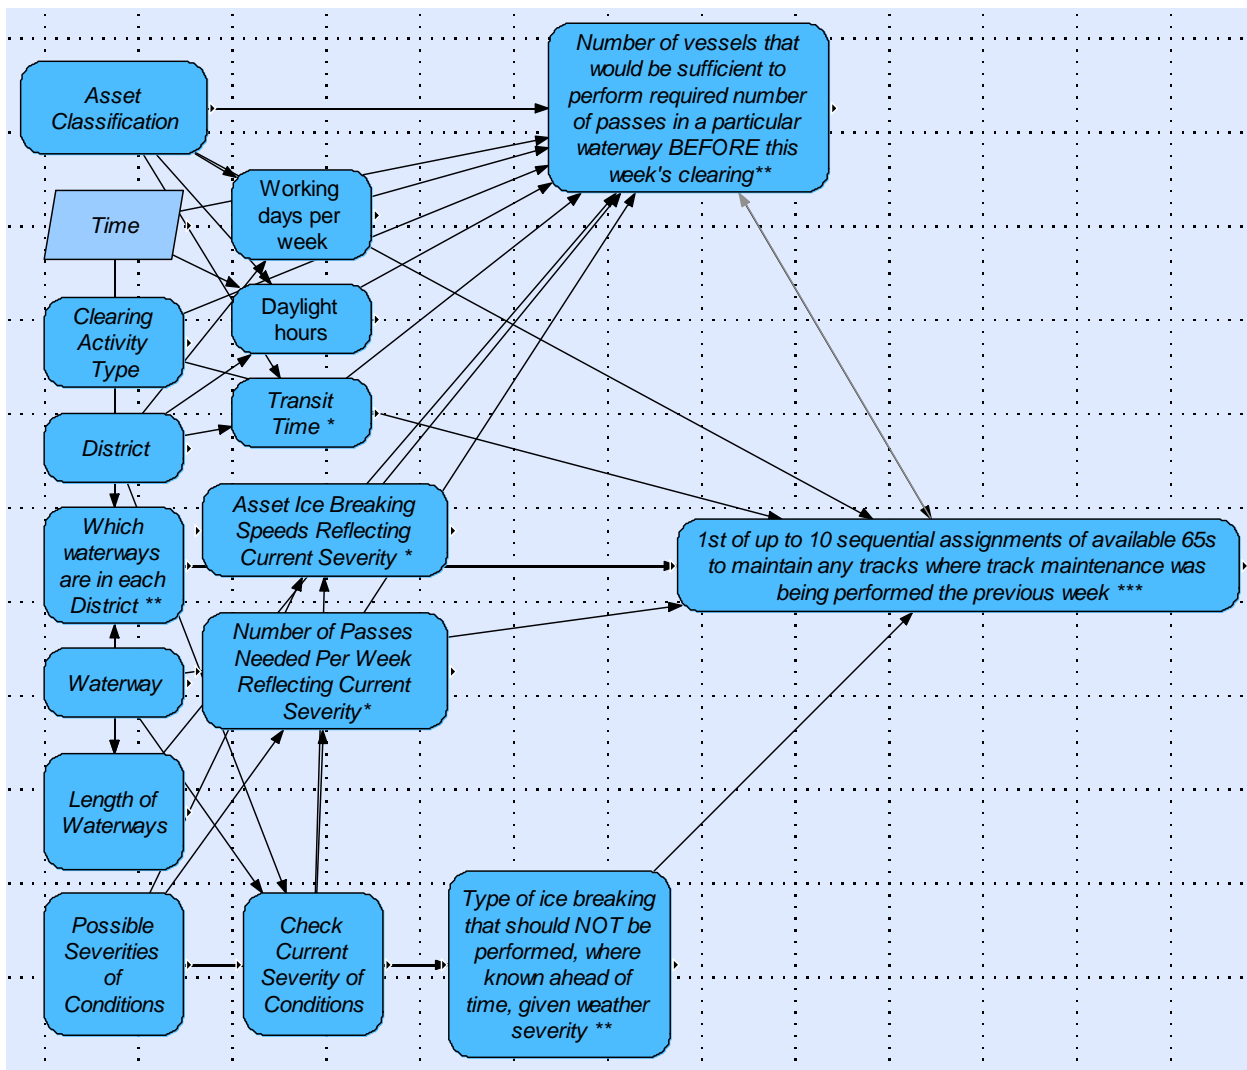 Number of vessels that
would be sufficient to
perform required number
of passes in a particular
waterway BEFORE this
week's clearing**
Asset
Classification
Working
days per
week
Time
Daylight
hours
Clearing
Activity
Type
Transit
Time *
District
Asset Ice Breaking
Speeds Reflecting
Current Severity *
Which
waterways
are in each
District **
1st of up to 10 sequential assignments of available 65s
to maintain any tracks where track maintenance was
being performed the previous week ***
Number of Passes
Needed Per Week
Reflecting Current
Severity*
Waterway
Length of
Waterways
Possible
Severities
of
Conditions
Check
Current
Severity of
Conditions
Type of ice breaking
that should NOT be
performed, where
known ahead of
time, given weather
severity **